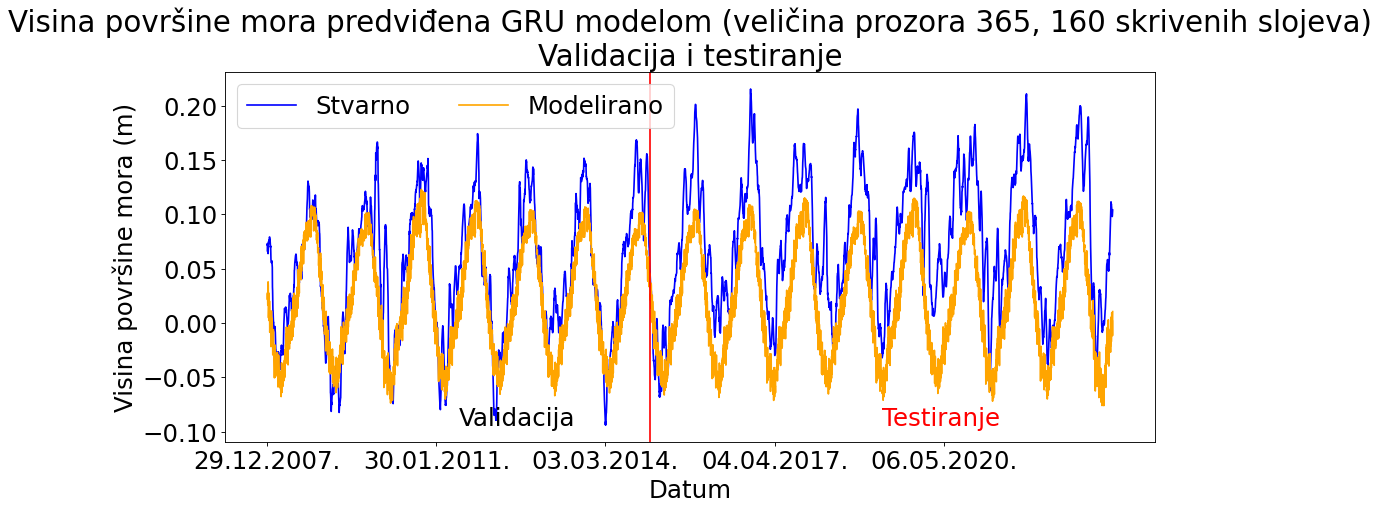 Visina površine mora predviđena GRU modelom (veličina prozora 365, 160 skrivenih slojeva)
Validacija i testiranje
Stvarno
Modelirano
Visina površine mora (m)
0.20
0.15
0.10
0.05
0.00
−0.05
−0.10
Validacija
Testiranje
29.12.2007.
30.01.2011.
03.03.2014.
04.04.2017.
06.05.2020.
Datum